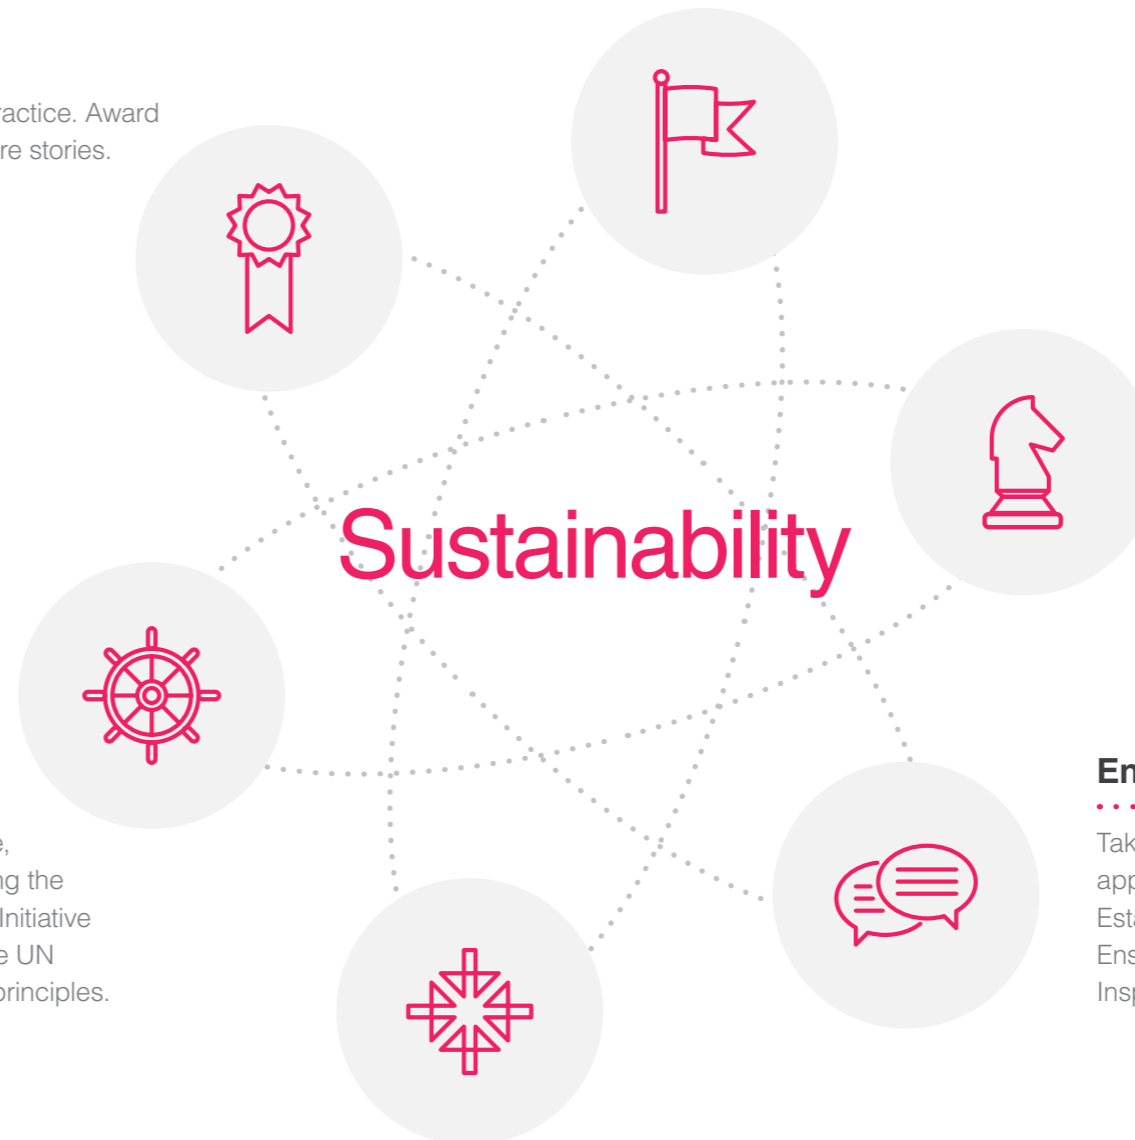 ractice. Award
re stories.
Sustainability
e,
ng the
Initiative
e UN
principles.
En
Tak
app
Esta
Ens
Insp